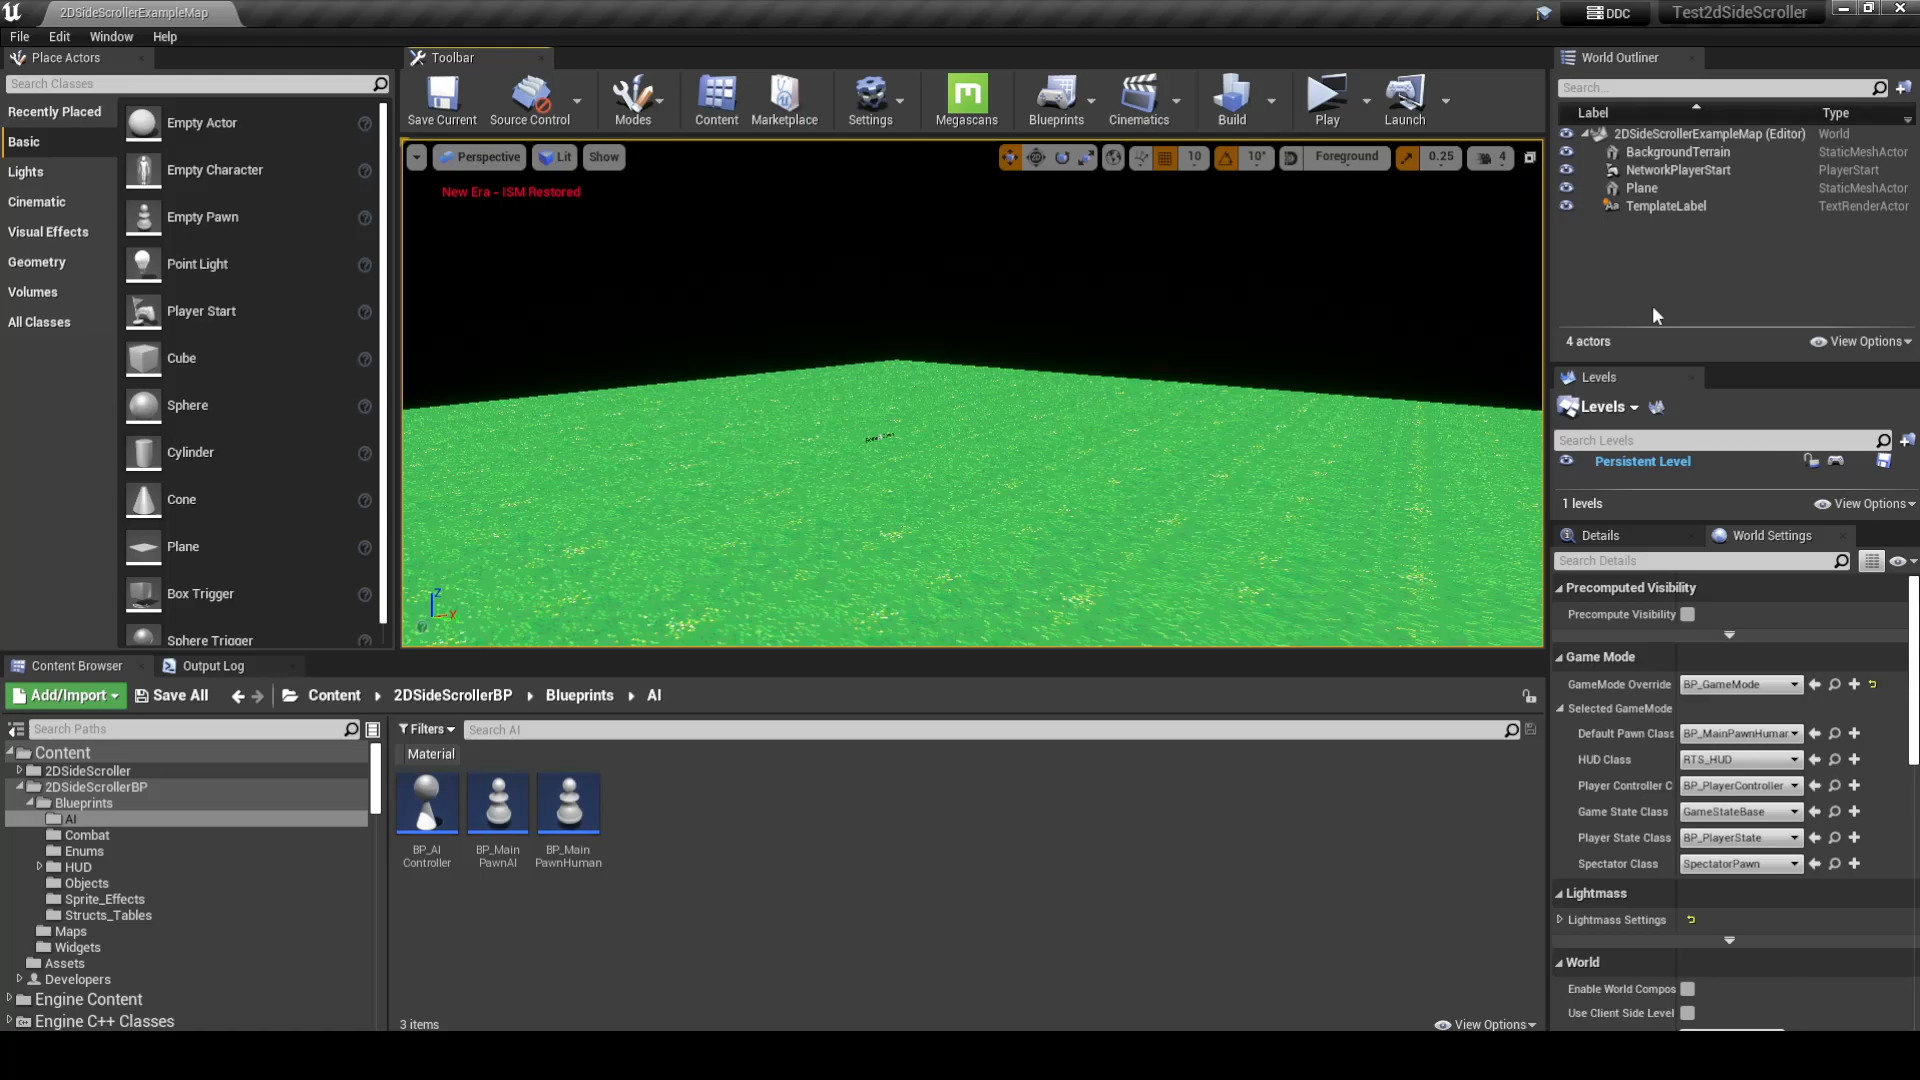 2DSideScrollerExampleMap
DDC
Test2dSideScroller
File Edit Window Help
Place Actors
Search Classes
Recently Placed
Basic
Lights
Cinematic
Visual Effects
Geometry
Volumes
All Classes
Empty Actor
Empty Character
Empty Pawn
Point Light
Player Start
Cube
Sphere
Cylinder
Cone
Plane
Box Trigger
Sphere Trigger
Toolbar
Save Current
Source Control
Modes
Content
Marketplace
Settings
Megascans
Blueprints
Cinematics
Build
Play
Launch
Perspective
Lit
Show
10
10°
Foreground
0.25
4
New Era - ISM Restored
Z
World Outliner
Search...
Label Type
2DSideScrollerExampleMap (Editor) World
BackgroundTerrain StaticMeshActor
NetworkPlayerStart PlayerStart
Plane StaticMeshActor
TemplateLabel TextRenderActor
4 actors
View Options
Levels
Levels
Search Levels
Persistent Level
1 levels
View Options
Details
World Settings
Search Details
Precomputed Visibility
Precompute Visibility
Game Mode
GameMode Override BP_GameMode
Selected GameMode
Default Pawn Class BP_MainPawnHumar
HUD Class RTS_HUD
Player Controller C BP_PlayerController
Game State Class GameStateBase
Player State Class BP_PlayerState
Spectator Class SpectatorPawn
Lightmass
Lightmass Settings
World
Enable World Compos
Use Client Side Level
Content Browser
Output Log
Add/Import
Save All
Content
2DSideScrollerBP
Blueprints
AI
Search Paths
Filters
Search AI
Material
Content
2DSideScroller
2DSideScrollerBP
Blueprints
AI
Combat
Enums
HUD
Objects
Sprite_Effects
Structs_Tables
Maps
Widgets
Assets
Developers
Engine Content
Engine C++ Classes
BP_AI
Controller
BP_Main
PawnAI
BP_Main
PawnHuman
3 items
View Options